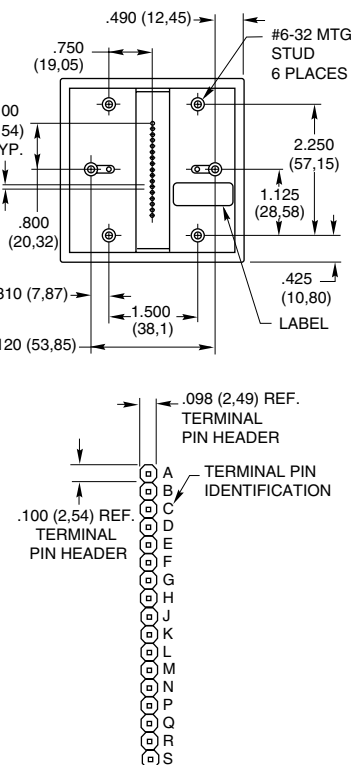 .490 (12,45)
#6-32 MTG
STUD
6 PLACES
.750
(19,05)
00
54)
YP.
2.250
(57,15)
1.125
(28,58)
.800
(20,32)
.425
(10,80)
310 (7,87)
1.500
(38,1)
LABEL
120 (53,85)
.098 (2,49) REF.
TERMINAL
PIN HEADER
TERMINAL PIN
IDENTIFICATION
.100 (2,54) REF.
TERMINAL
PIN HEADER
A
B
C
D
E
F
G
H
J
K
L
M
N
P
Q
R
S